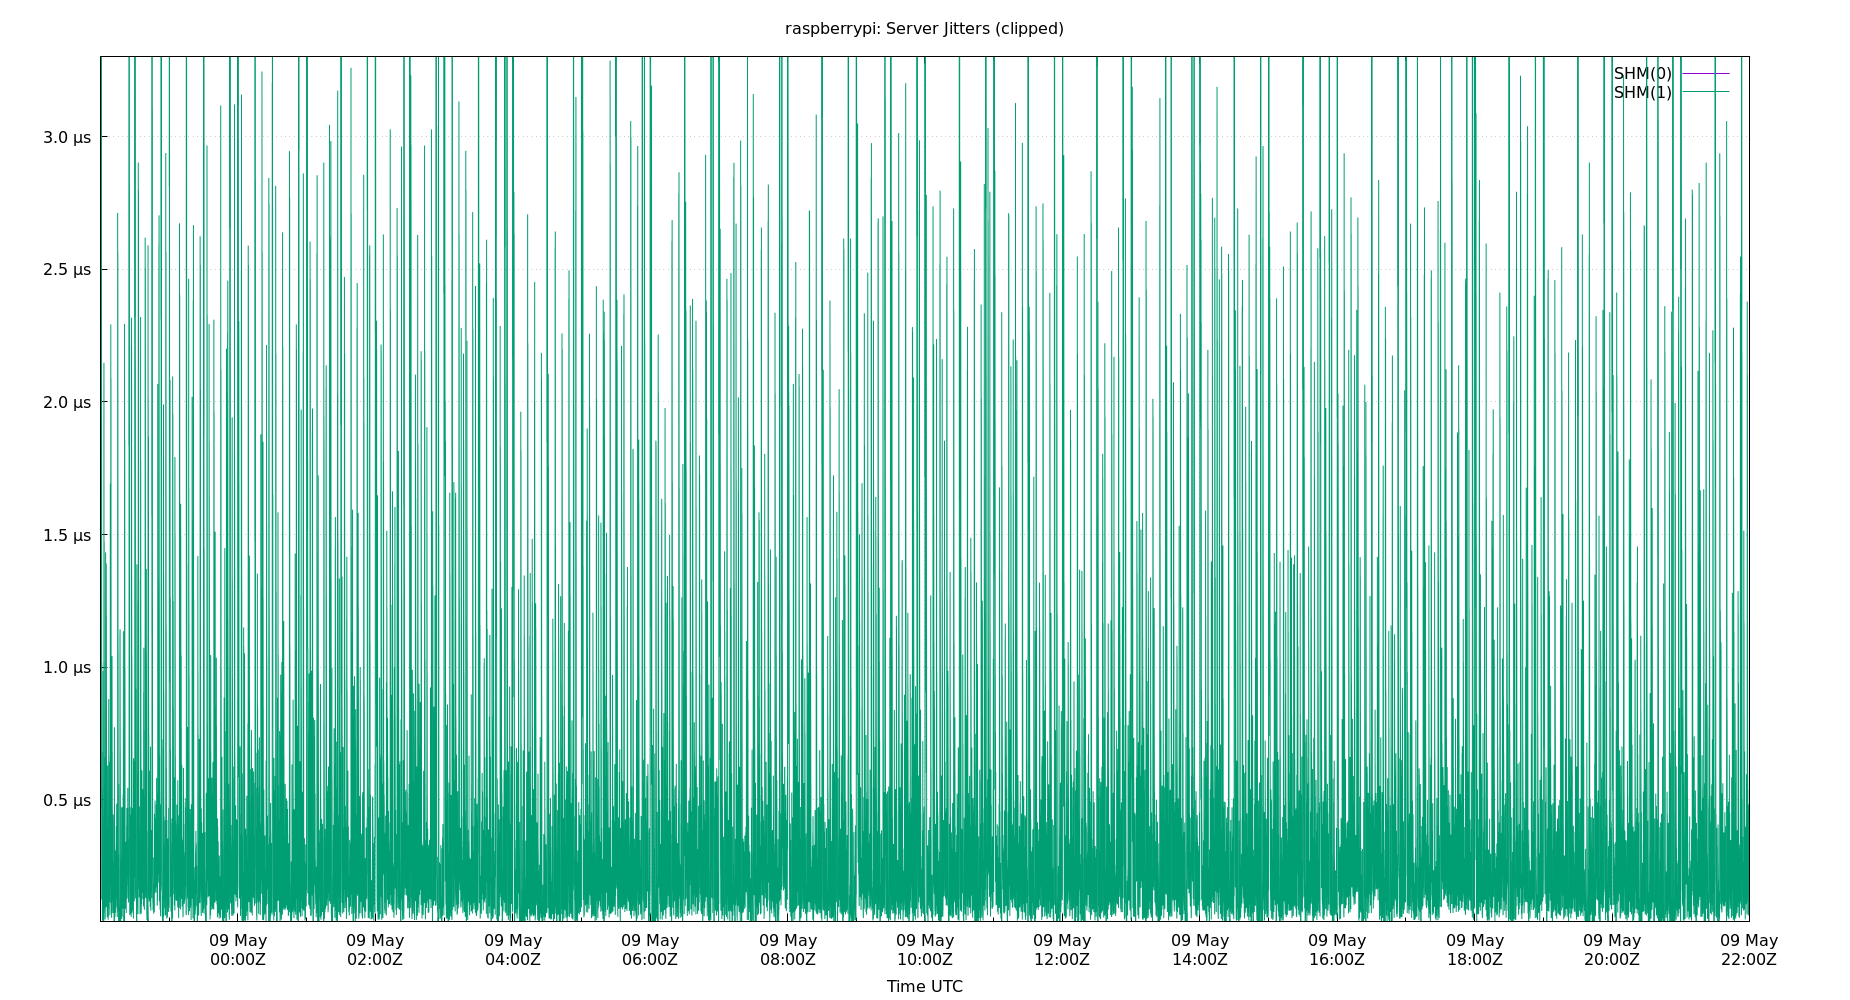 raspberrypi: Server Jitters (clipped)
SHM(0)
SHM(1)
3.0 µs
2.5 µs
2.0 µs
1.5 µs
1.0 µs
0.5 µs
09 May 09 May 09 May 09 May 09 May 09 May 09 May 09 May 09 May 09 May 09 May 09 May
00:00Z 02:00Z 04:00Z 06:00Z 08:00Z 10:00Z 12:00Z 14:00Z 16:00Z 18:00Z 20:00Z 22:00Z
Time UTC